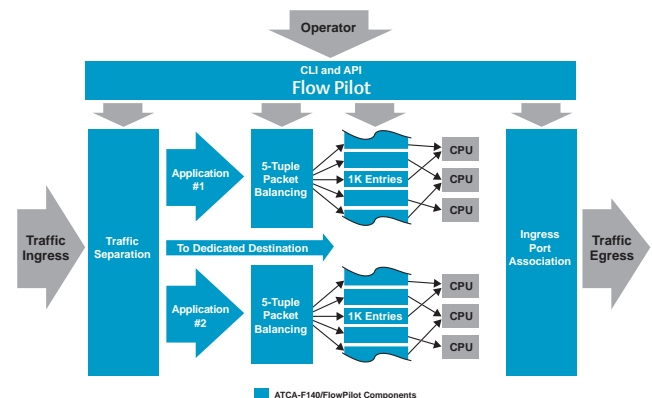 Operator
CLI and API
Flow Pilot
Traffic
Ingress
Traffic
Separation
Application
#1
5-Tuple
Packet
Balancing
1K Entries
CPU
CPU
CPU
To Dedicated Destination
Application
#2
5-Tuple
Packet
Balancing
1K Entries
CPU
CPU
CPU
Ingress
Port
Association
Traffic
Egress
ATCA-F140/FlowPilot Components